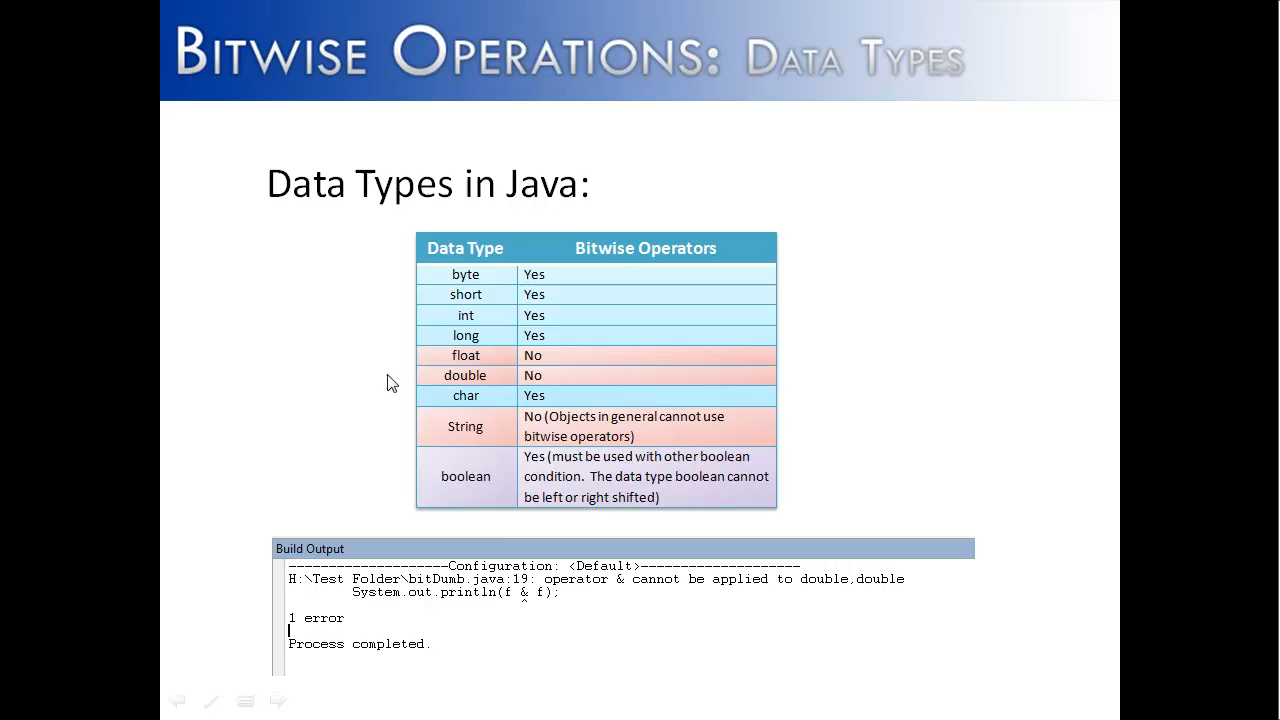 BITWISE OPERATIONS: DATA TYPES
Data Types in Java:
Data Type Bitwise Operators
byte Yes
short Yes
int Yes
long Yes
float No
double No
char Yes
String No (Objects in general cannot use
bitwise operators)
boolean Yes (must be used with other boolean
condition. The data type boolean cannot
be left or right shifted)
Build Output
--------------------Configuration: <Default>--------------------
H:\Test Folder\bitDumb.java:19: operator & cannot be applied to double,double
System.out.println(f & f);
^
1 error
Process completed.